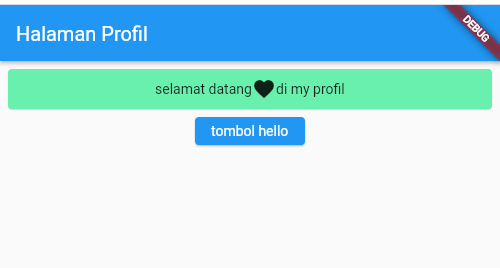 Halaman Profil
DEBUG
selamat datang di my profil
tombol hello